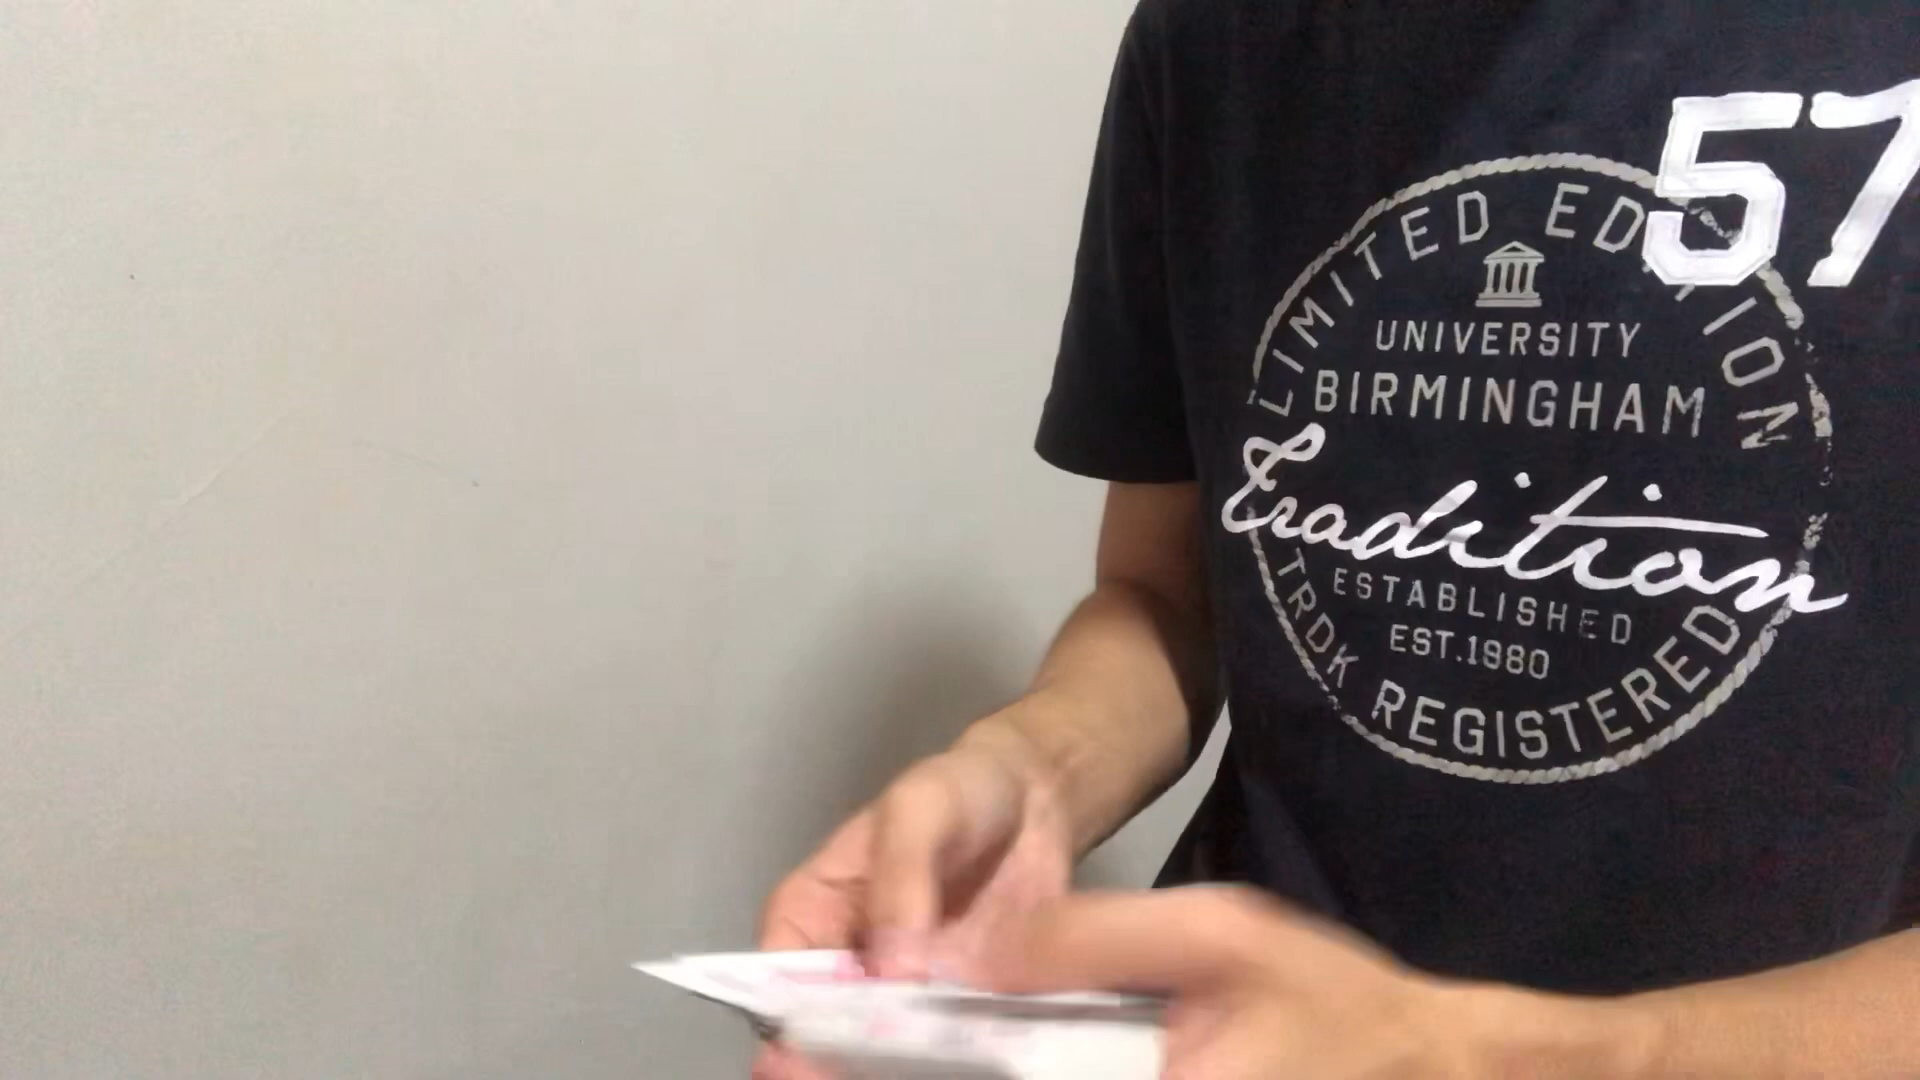 57
LIMITED EDITION
UNIVERSITY
BIRMINGHAM
Tradition
ESTABLISHED
EST.1980
TRDK REGISTERED